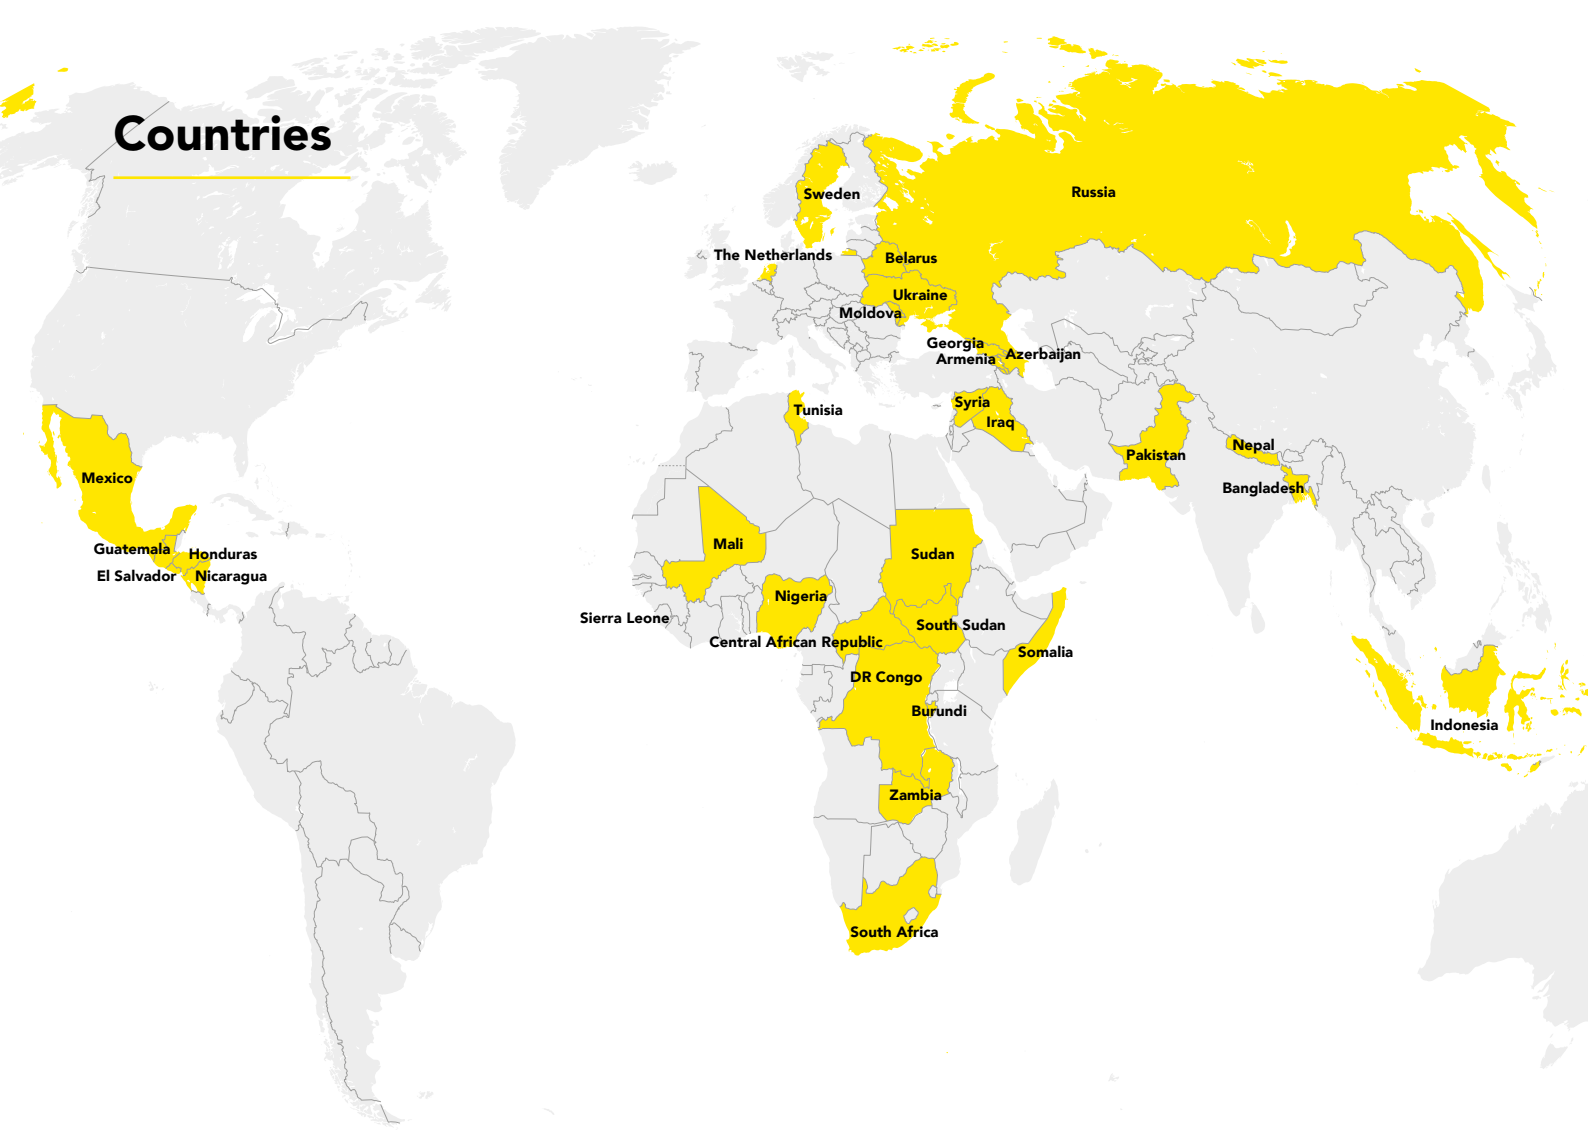 Countries
Sweden
Russia
The Netherlands
Belarus
Ukraine
Moldova
Georgia
Armenia
Azerbaijan
Syria
Tunisia
Iraq
Nepal
Pakistan
Mexico
Bangladesh
Mali
Guatemala
Honduras
Sudan
El Salvador
Nicaragua
Nigeria
Sierra Leone
South Sudan
Central African Republic
Somalia
DR Congo
Burundi
Indonesia
Zambia
South Africa